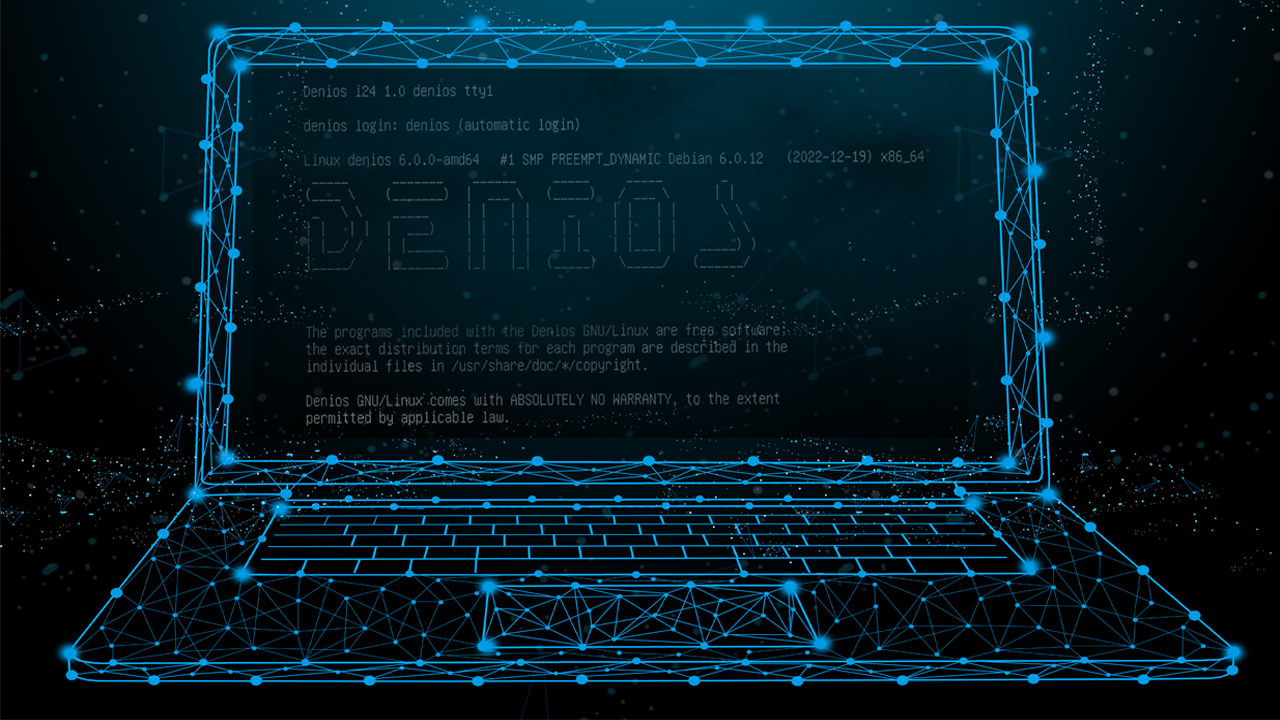 Denios i24 1.0 denios tty1
denios login: denios (automatic login)
Linux denios 6.0.0-amd64 #1 SMP PREEMPT_DYNAMIC Debian 6.0.12 (2022-12-19) x86_64
DENIOS
The programs included with the Denios GNU/Linux are free software;
the exact distribution terms for each program are described in the
individual files in /usr/share/doc/*/copyright.
Denios GNU/Linux comes with ABSOLUTELY NO WARRANTY, to the extent
permitted by applicable law.